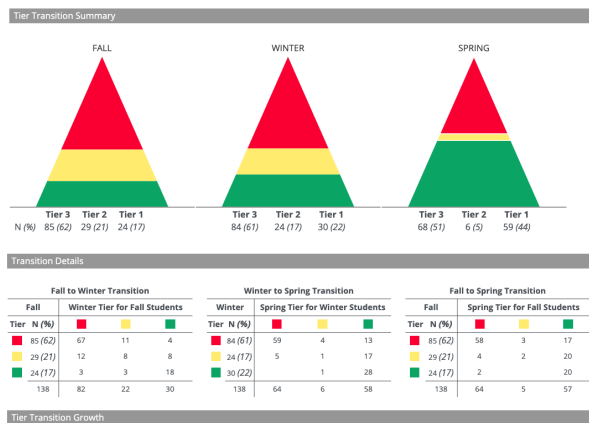 Tier Transition Summary
FALL WINTER SPRING
Tier 3 Tier 2 Tier 1 Tier 3 Tier 2 Tier 1 Tier 3 Tier 2 Tier 1
N (%) 85 (62) 29 (21) 24 (17) 84 (61) 24 (17) 30 (22) 68 (51) 6 (5) 59 (44)
Transition Details
Fall to Winter Transition
Fall Winter Tier for Fall Students
Tier N (%)
85 (62) 67 11 4
29 (21) 12 8 8
24 (17) 3 3 18
138 82 22 30
Winter to Spring Transition
Winter Spring Tier for Winter Students
Tier N (%)
84 (61) 59 4 13
24 (17) 5 1 17
30 (22) 1 28
138 64 6 58
Fall to Spring Transition
Fall Spring Tier for Fall Students
Tier N (%)
85 (62) 58 3 17
29 (21) 4 2 20
24 (17) 2 20
138 64 5 57
Tier Transition Growth